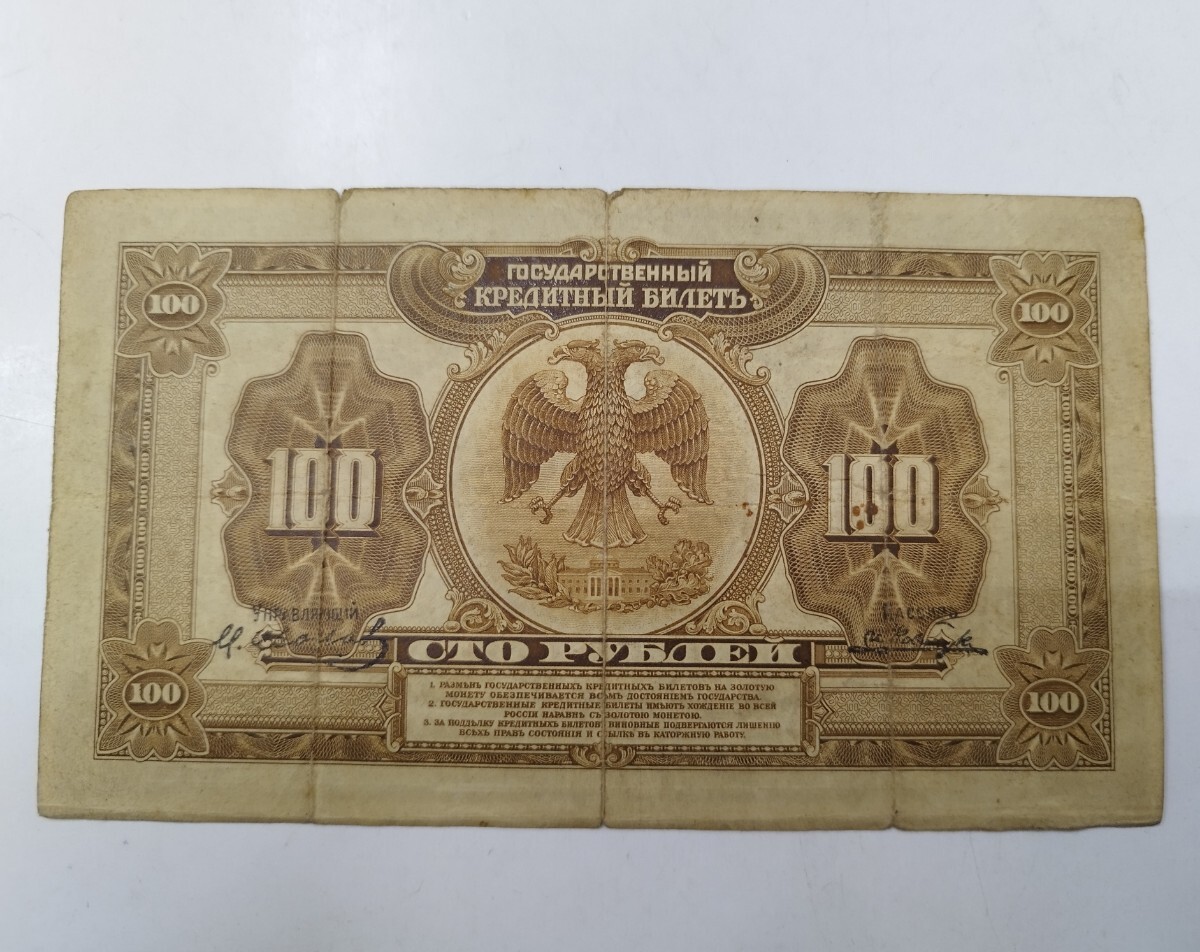 ГОСУДАРСТВЕННЫЙ
КРЕДИТНЫЙ БИЛЕТЪ
100 100
100 100
УПРАВЛЯЮЩІЙ КАССИРЪ
СТО РУБЛЕЙ
100 100
1. РАЗМѢНЪ ГОСУДАРСТВЕННЫХЪ КРЕДИТНЫХЪ БИЛЕТОВЪ НА ЗОЛОТУЮ
МОНЕТУ ОБЕЗПЕЧИВАЕТСЯ ВСѢМЪ ДОСТОЯНІЕМЪ ГОСУДАРСТВА.
2. ГОСУДАРСТВЕННЫЕ КРЕДИТНЫЕ БИЛЕТЫ ИМѢЮТЪ ХОЖДЕНІЕ ВО ВСЕЙ
РОССІИ НАРАВНѢ СЪ ЗОЛОТОЮ МОНЕТОЮ.
3. ЗА ПОДДѢЛКУ КРЕДИТНЫХЪ БИЛЕТОВЪ ВИНОВНЫЕ ПОДВЕРГАЮТСЯ ЛИШЕНІЮ
ВСѢХЪ ПРАВЪ СОСТОЯНІЯ И ССЫЛКѢ ВЪ КАТОРЖНУЮ РАБОТУ.